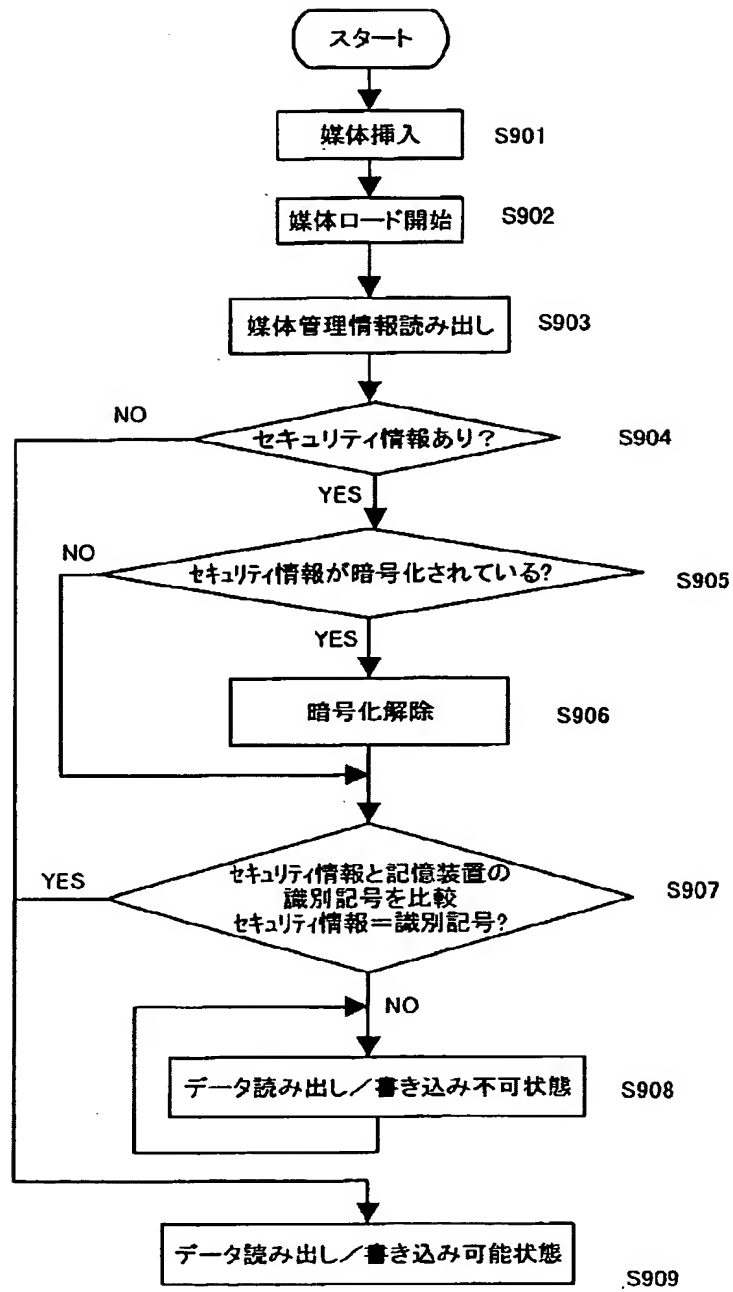 スタート
媒体挿入
S901
媒体ロード開始
S902
媒体管理情報読み出し
S903
NO
セキュリティ情報あり?
S904
YES
NO
セキュリティ情報が暗号化されている?
S905
YES
暗号化解除
S906
YES
セキュリティ情報と記憶装置の
識別記号を比較
セキュリティ情報=識別記号?
S907
NO
データ読み出し/書き込み不可状態
S908
データ読み出し/書き込み可能状態
S909